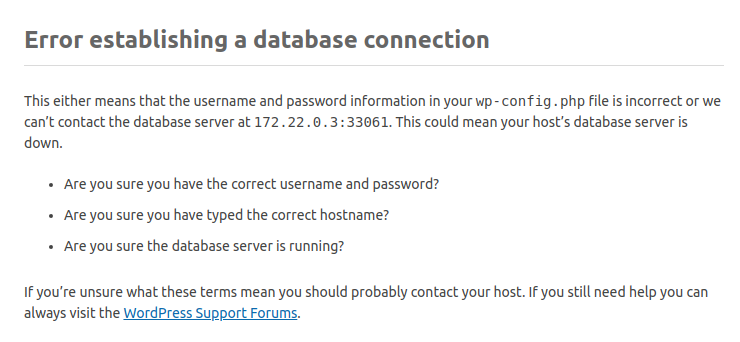 Error establishing a database connection
This either means that the username and password information in your wp-config.php file is incorrect or we
can’t contact the database server at 172.22.0.3:33061. This could mean your host’s database server is
down.
• Are you sure you have the correct username and password?
• Are you sure you have typed the correct hostname?
• Are you sure the database server is running?
If you’re unsure what these terms mean you should probably contact your host. If you still need help you can
always visit the WordPress Support Forums.